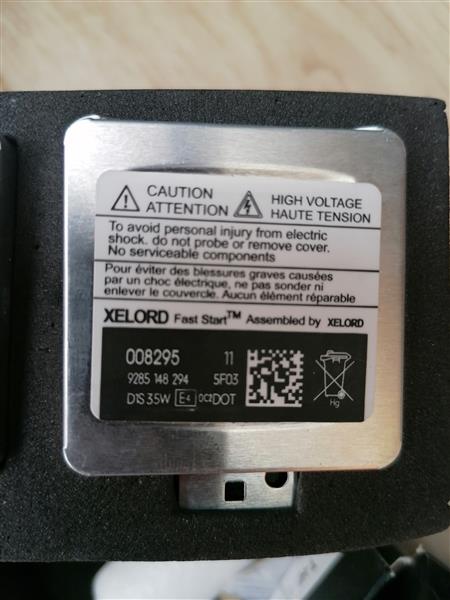 CAUTION
ATTENTION
HIGH VOLTAGE
HAUTE TENSION
To avoid personal injury from electric
shock. do not probe or remove cover.
No serviceable components
Pour éviter des blessures graves causées
par un choc électrique, ne pas sonder ni
enlever le couvercle. Aucun élément réparable
XELORD Fast Start™ Assembled by XELORD
008295 11
9285 148 294 5F03
D1S 35W E4 DCZ DOT
Hg